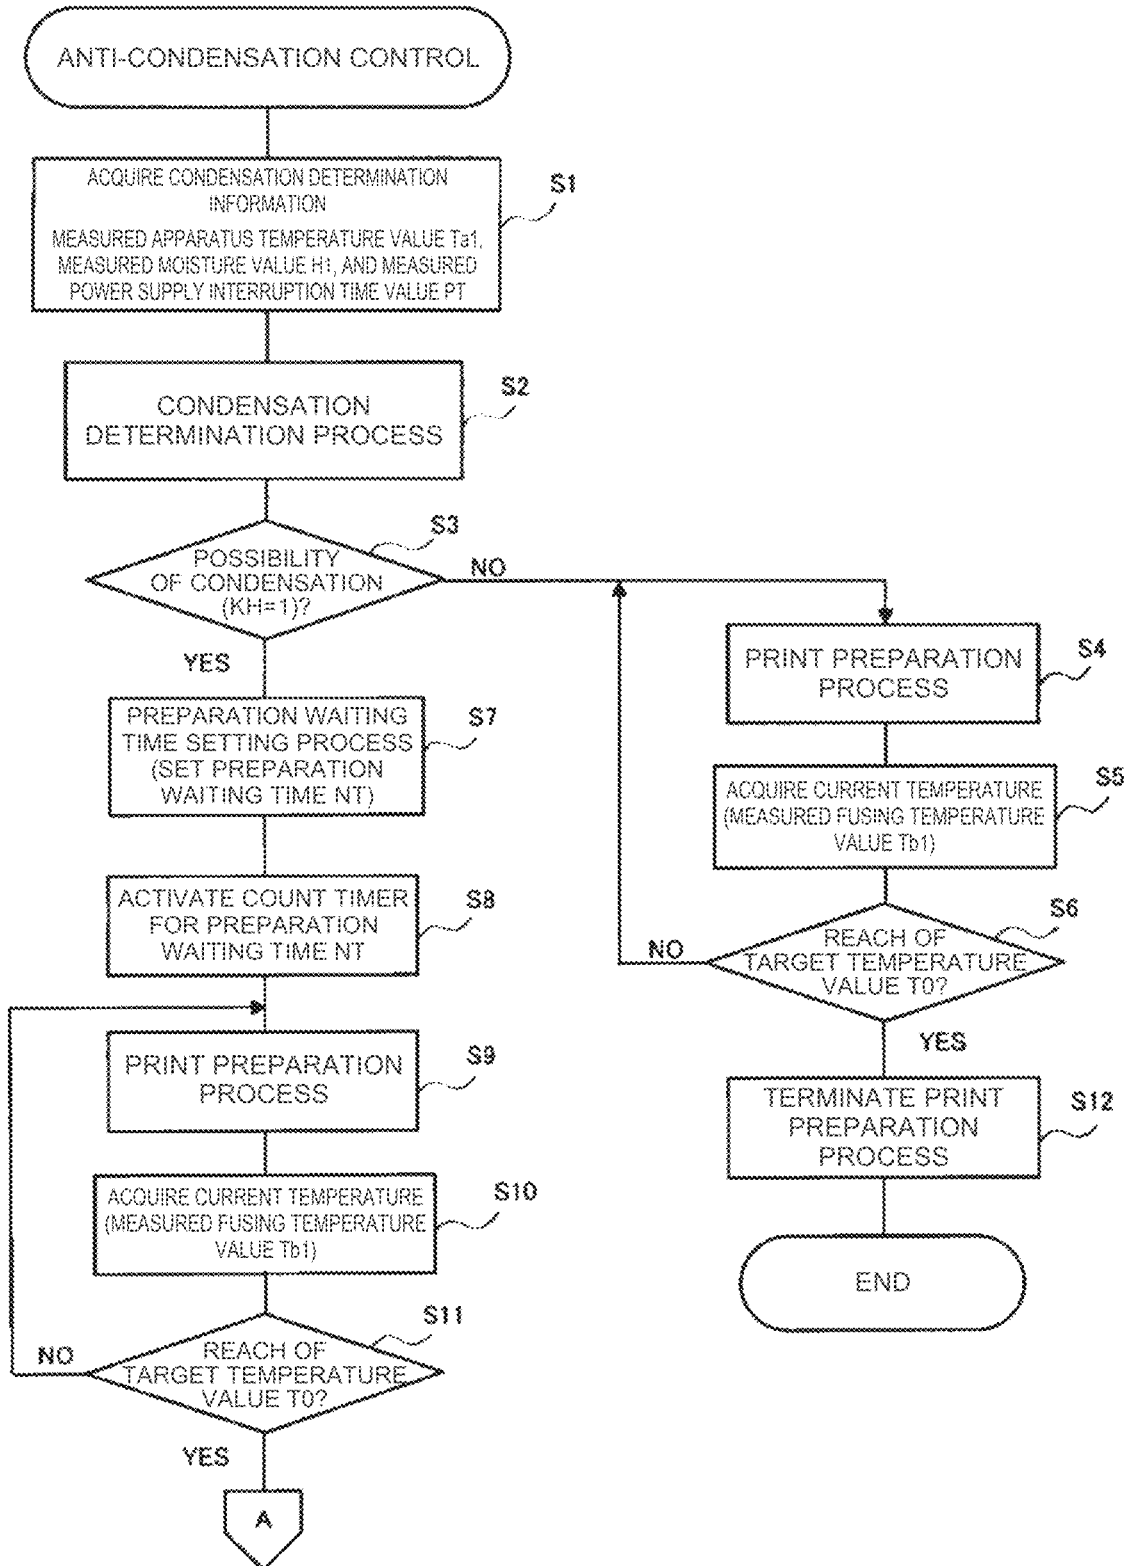 ANTI-CONDENSATION CONTROL
ACQUIRE CONDENSATION DETERMINATION
INFORMATION
MEASURED APPARATUS TEMPERATURE VALUE Ta1,
MEASURED MOISTURE VALUE H1, AND MEASURED
POWER SUPPLY INTERRUPTION TIME VALUE PT
S1
CONDENSATION
DETERMINATION PROCESS
S2
POSSIBILITY
OF CONDENSATION
(KH=1)?
S3
NO
YES
PRINT PREPARATION
PROCESS
S4
ACQUIRE CURRENT TEMPERATURE
(MEASURED FUSING TEMPERATURE
VALUE Tb1)
S5
REACH OF
TARGET TEMPERATURE
VALUE T0?
S6
NO
YES
TERMINATE PRINT
PREPARATION
PROCESS
S12
END
PREPARATION WAITING
TIME SETTING PROCESS
(SET PREPARATION
WAITING TIME NT)
S7
ACTIVATE COUNT TIMER
FOR PREPARATION
WAITING TIME NT
S8
PRINT PREPARATION
PROCESS
S9
ACQUIRE CURRENT TEMPERATURE
(MEASURED FUSING TEMPERATURE
VALUE Tb1)
S10
REACH OF
TARGET TEMPERATURE
VALUE T0?
S11
NO
YES
A